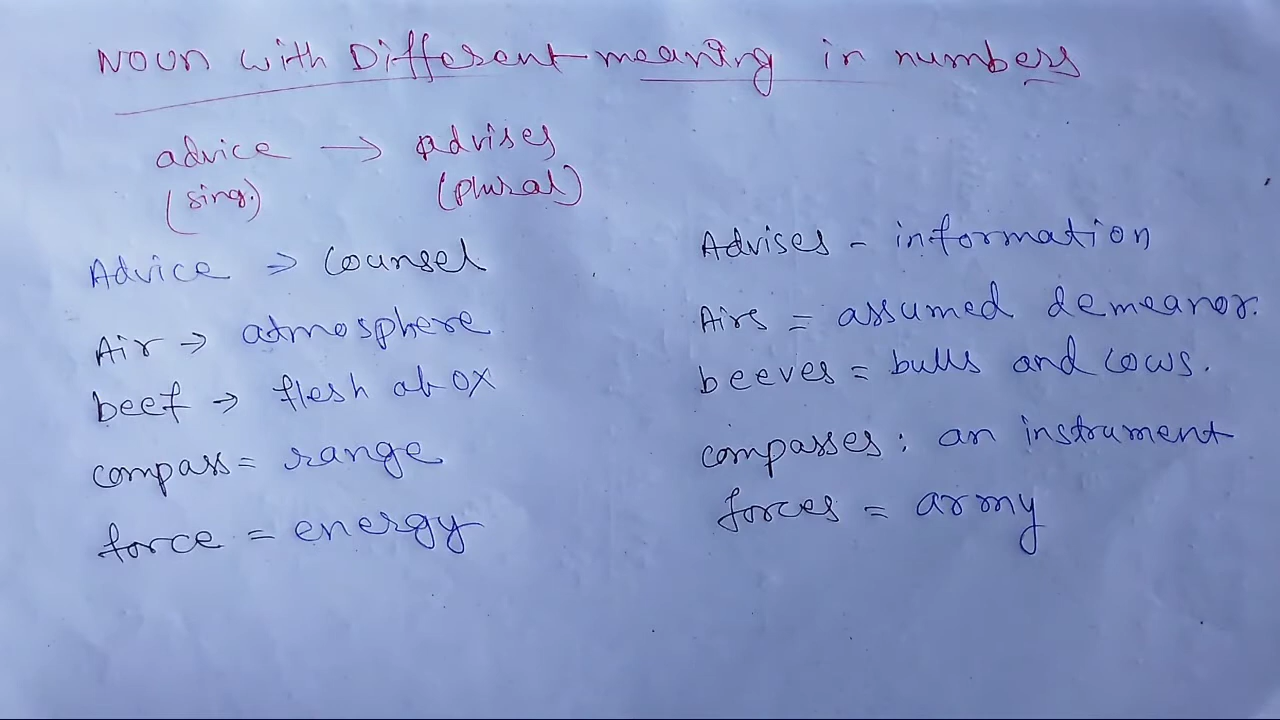 Noun with Different meaning in numbers
advice → advises
(sing.) (plural)
Advice ⇒ Counsel
Advises - information
Air → atmosphere
Airs = assumed demeanor.
beef → flesh of ox
beeves = bulls and cows.
compass = range
compasses : an instrument
force = energy
forces = army